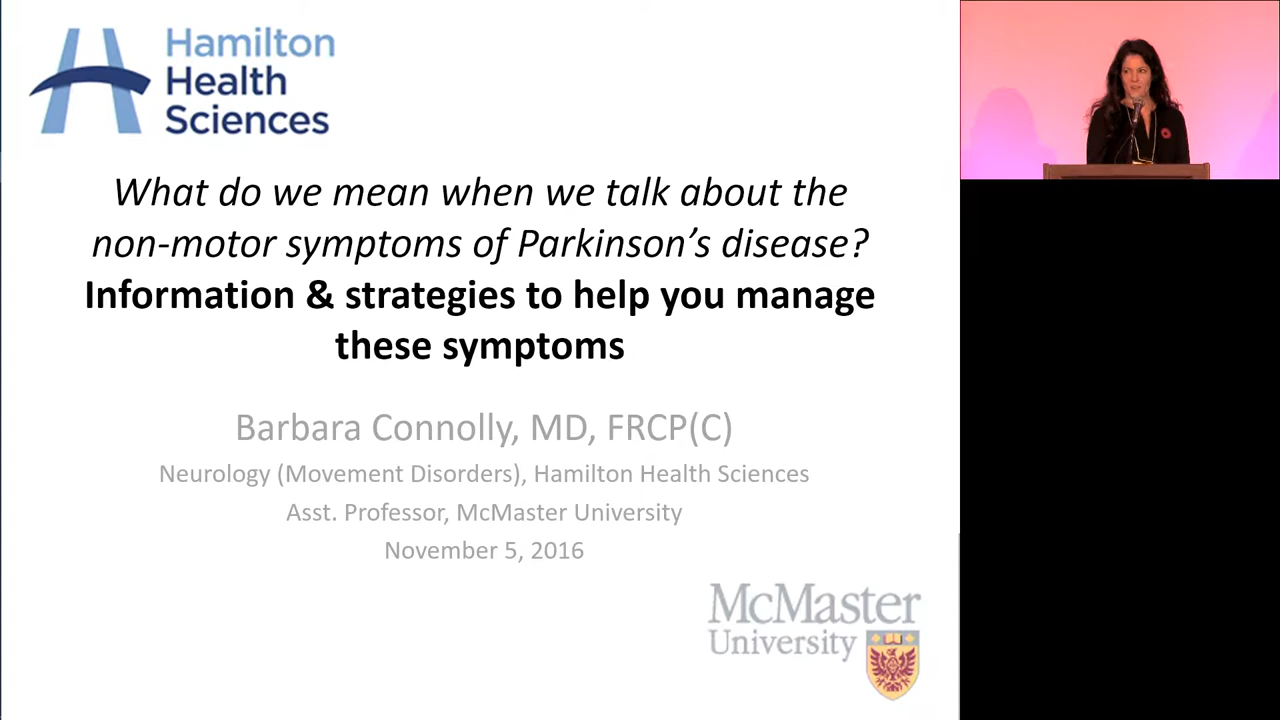 Hamilton
Health
Sciences
What do we mean when we talk about the
non-motor symptoms of Parkinson's disease?
Information & strategies to help you manage
these symptoms
Barbara Connolly, MD, FRCP(C)
Neurology (Movement Disorders), Hamilton Health Sciences
Asst. Professor, McMaster University
November 5, 2016
McMaster
University